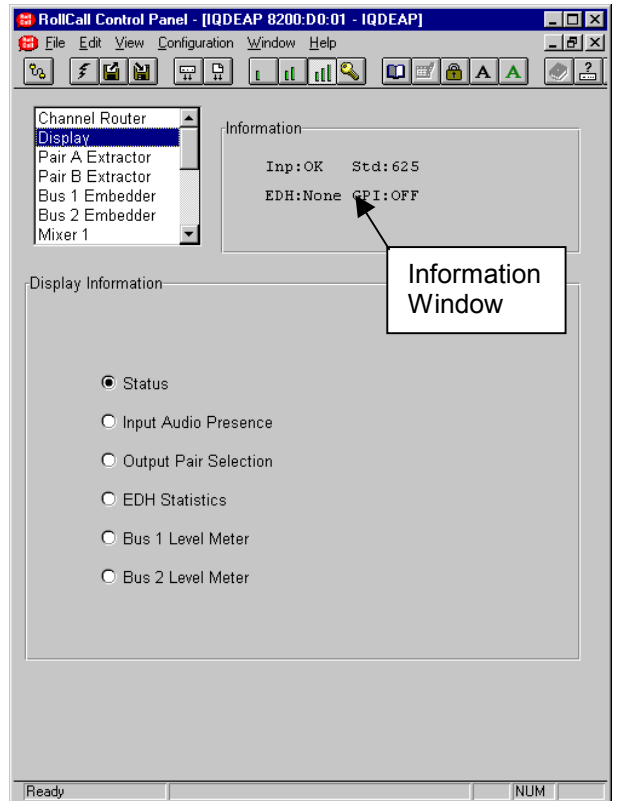 RollCall Control Panel - [IQDEAP 8200:D0:01 - IQDEAP]
File Edit View Configuration Window Help
A A
Channel Router
Display
Pair A Extractor
Pair B Extractor
Bus 1 Embedder
Bus 2 Embedder
Mixer 1
Information
Inp:OK Std:625
EDH:None GPI:OFF
Information
Window
Display Information
Status
Input Audio Presence
Output Pair Selection
EDH Statistics
Bus 1 Level Meter
Bus 2 Level Meter
Ready NUM